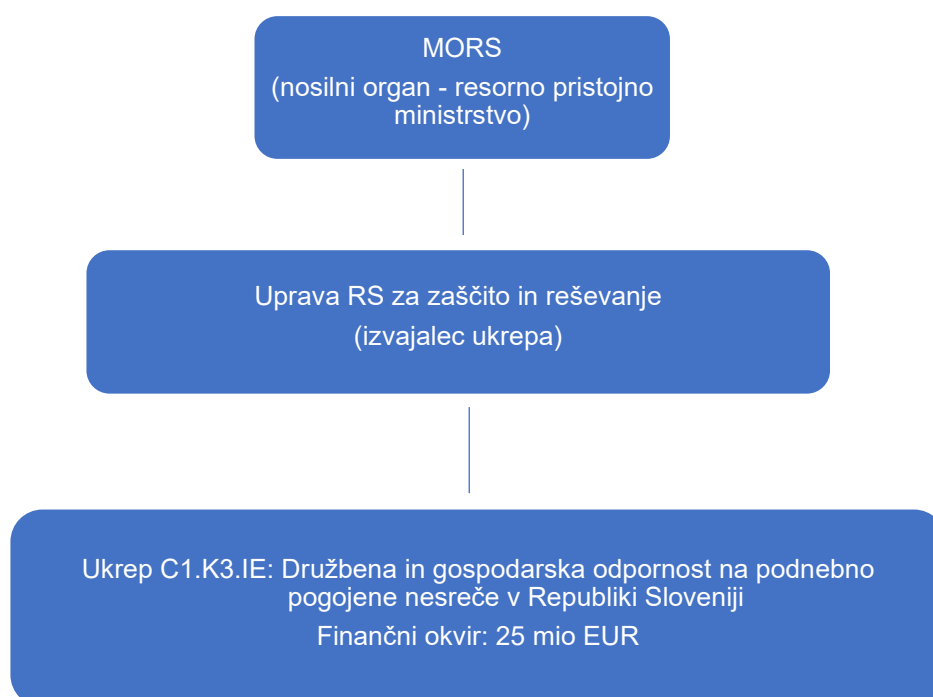 MORS
(nosilni organ - resorno pristojno
ministrstvo)
Uprava RS za zaščito in reševanje
(izvajalec ukrepa)
Ukrep C1.K3.IE: Družbena in gospodarska odpornost na podnebno
pogojene nesreče v Republiki Sloveniji
Finančni okvir: 25 mio EUR